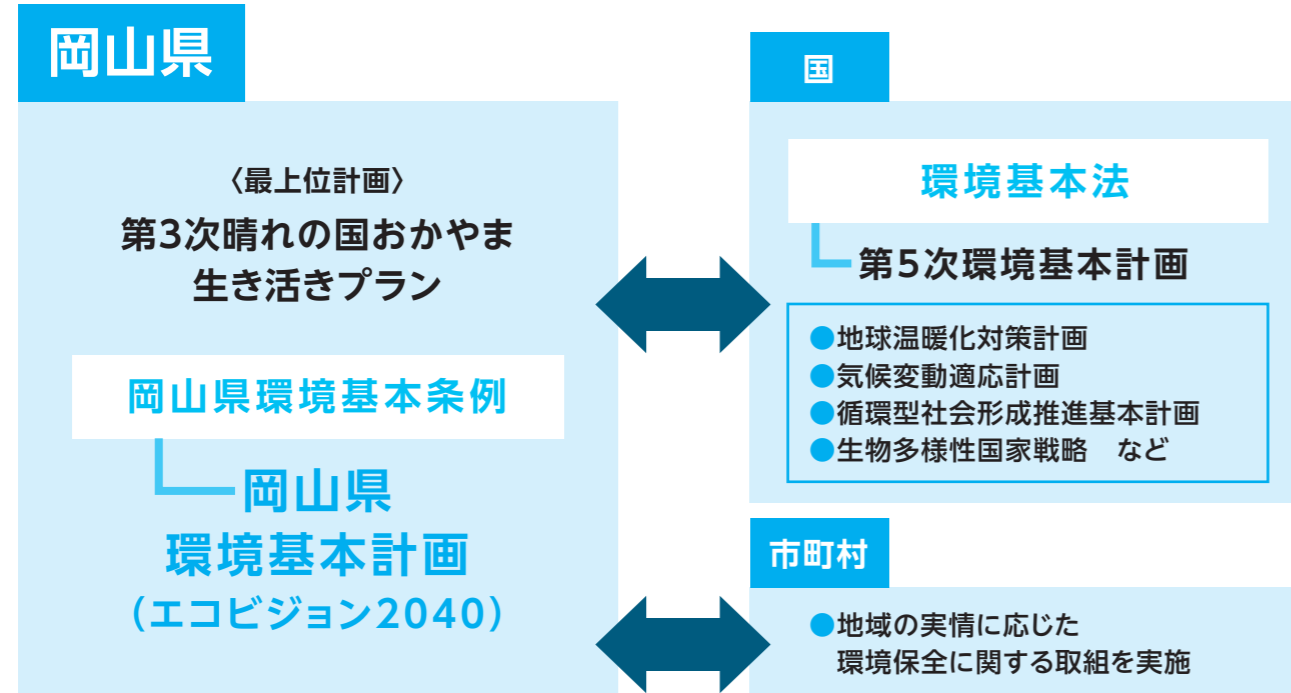 岡山県
〈最上位計画〉
第3次晴れの国おかやま
生き活きプラン
岡山県環境基本条例
岡山県
環境基本計画
(エコビジョン2040)
国
環境基本法
第5次環境基本計画
●地球温暖化対策計画
●気候変動適応計画
●循環型社会形成推進基本計画
●生物多様性国家戦略　など
市町村
●地域の実情に応じた
環境保全に関する取組を実施